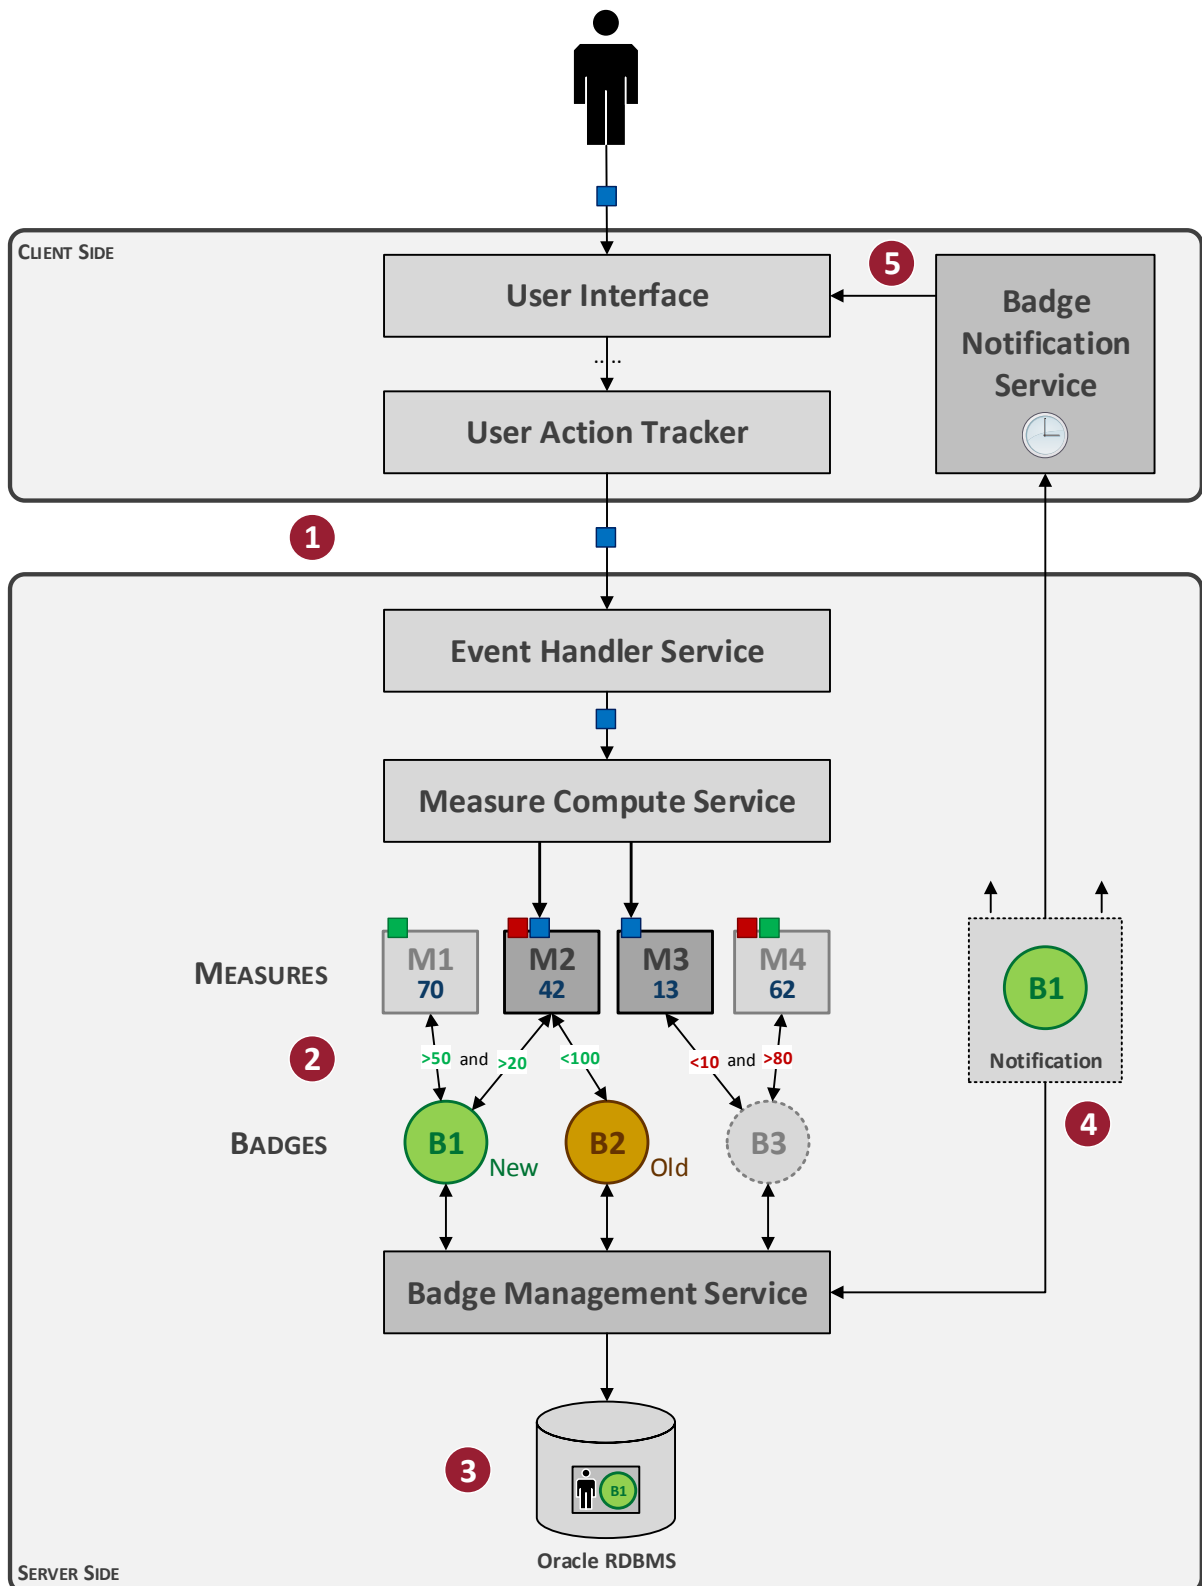 CLIENT SIDE
5
User Interface
Badge
Notification
Service
.....
User Action Tracker
1
Event Handler Service
Measure Compute Service
MEASURES
M1
70
M2
42
M3
13
M4
62
B1
Notification
2
>50 and >20
<100
<10 and >80
4
BADGES
B1
New
B2
Old
B3
Badge Management Service
3
B1
Oracle RDBMS
SERVER SIDE